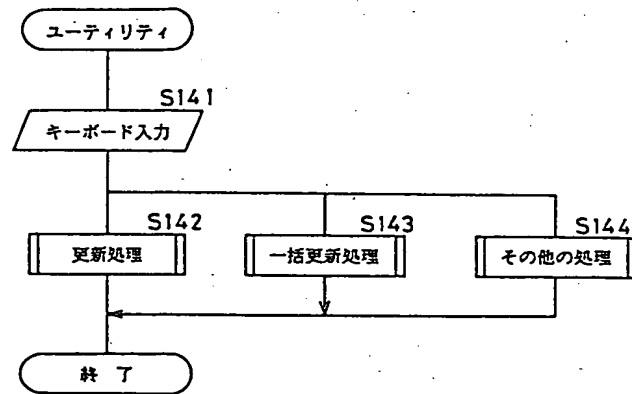 ユーティリティ
S141
キーボード入力
S142
更新処理
S143
一括更新処理
S144
その他の処理
終了